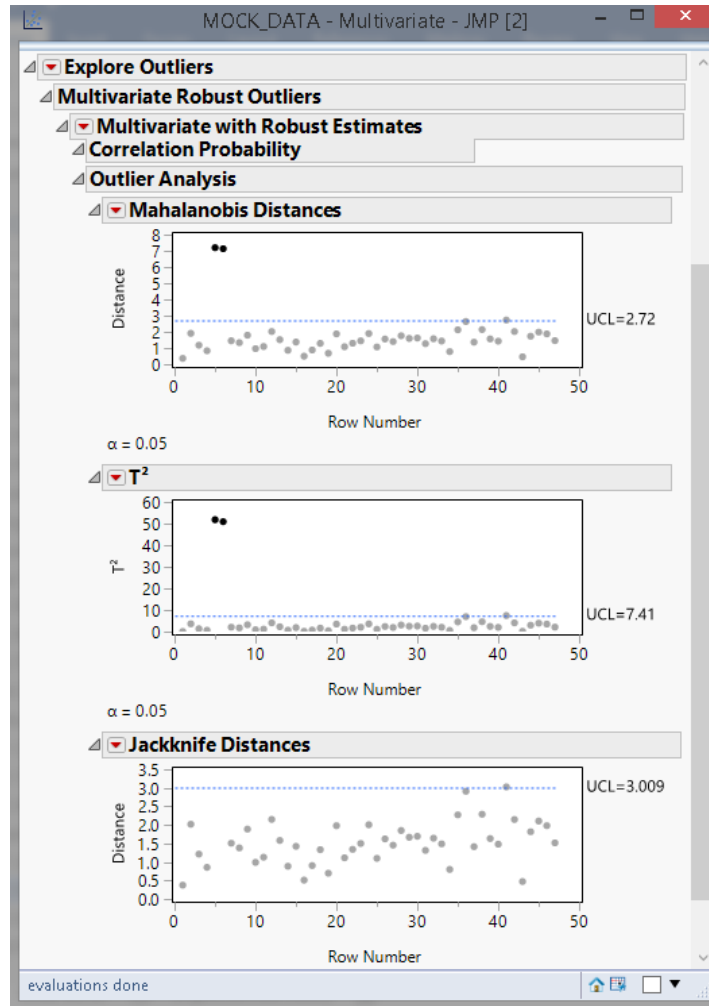 MOCK_DATA - Multivariate - JMP [2]
Explore Outliers
Multivariate Robust Outliers
Multivariate with Robust Estimates
Correlation Probability
Outlier Analysis
Mahalanobis Distances
8
7
6
5
4
3
2
1
0
Distance
UCL=2.72
0 10 20 30 40 50
Row Number
α = 0.05
T²
60
50
40
30
20
10
0
T²
UCL=7.41
0 10 20 30 40 50
Row Number
α = 0.05
Jackknife Distances
3.5
3.0
2.5
2.0
1.5
1.0
0.5
0.0
Distance
UCL=3.009
0 10 20 30 40 50
Row Number
evaluations done